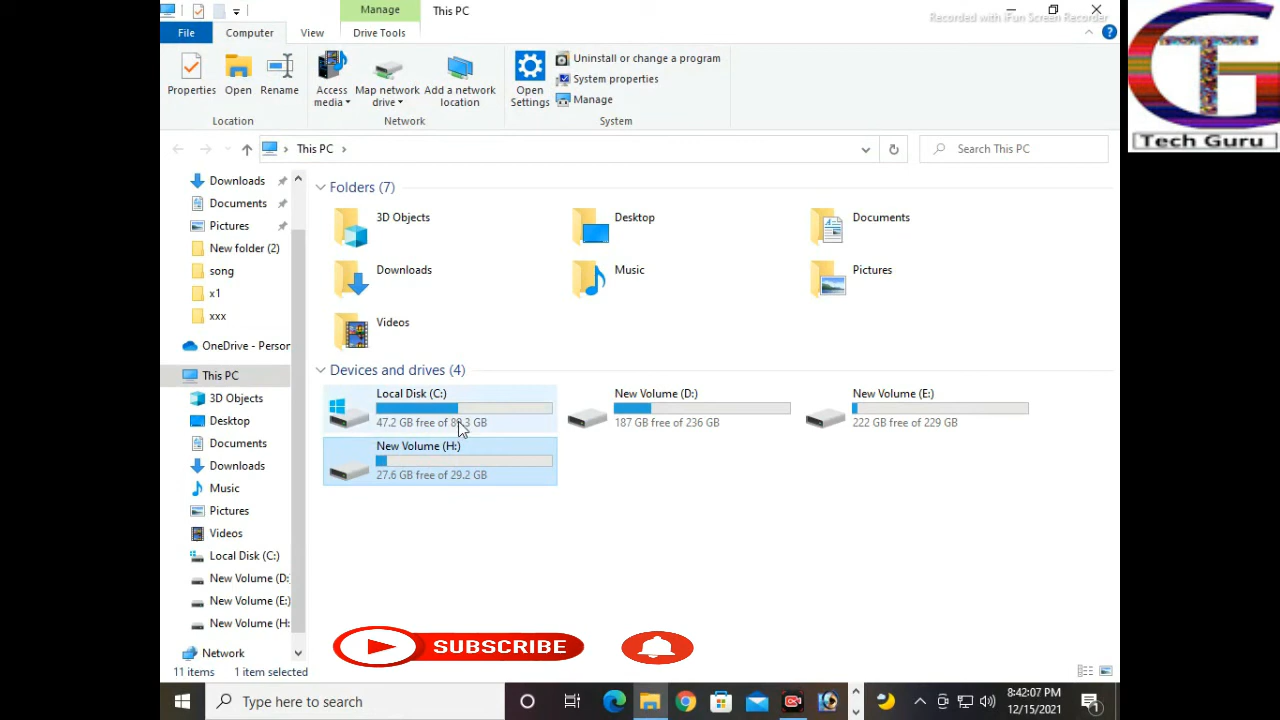 Manage
This PC
Recorded with iFun Screen Recorder
File
Computer
View
Drive Tools
Properties
Open
Rename
Access media
Map network drive
Add a network location
Open Settings
Uninstall or change a program
System properties
Manage
Location
Network
System
This PC
Search This PC
Tech Guru
Downloads
Documents
Pictures
New folder (2)
song
x1
xxx
OneDrive - Person
This PC
3D Objects
Desktop
Documents
Downloads
Music
Pictures
Videos
Local Disk (C:)
New Volume (D:
New Volume (E:)
New Volume (H:
Network
Folders (7)
3D Objects
Desktop
Documents
Downloads
Music
Pictures
Videos
Devices and drives (4)
Local Disk (C:)
47.2 GB free of GB
New Volume (D:)
187 GB free of 236 GB
New Volume (E:)
222 GB free of 229 GB
New Volume (H:)
27.6 GB free of 29.2 GB
SUBSCRIBE
11 items
1 item selected
Type here to search
8:42:07 PM
12/15/2021
1